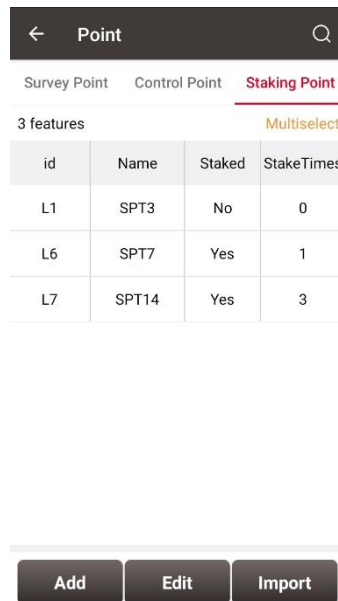 Point
Survey Point Control Point Staking Point
3 features Multiselect
id Name Staked StakeTimes
L1 SPT3 No 0
L6 SPT7 Yes 1
L7 SPT14 Yes 3
Add Edit Import